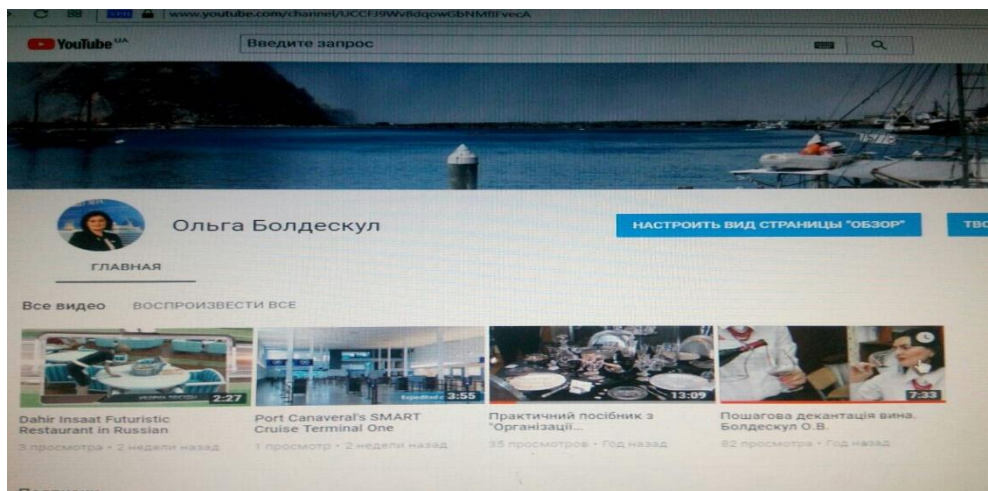 www.youtube.com/channel/UCCFJ9WvBdqowGbNMBFvecA
YouTube UA
Введите запрос
Ольга Болдескул
НАСТРОИТЬ ВИД СТРАНИЦЫ "ОБЗОР"
ГЛАВНАЯ
Все видео ВОСПРОИЗВЕСТИ ВСЕ
2:27
3:55
13:09
7:33
Dahir Insaat Futuristic
Restaurant in Russian
3 просмотра • 2 недели назад
Port Canaveral's SMART
Cruise Terminal One
1 просмотр • 2 недели назад
Практичний посібник з
"Організації...
35 просмотров • Год назад
Пошагова декантація вина.
Болдескул О.В.
82 просмотра • Год назад